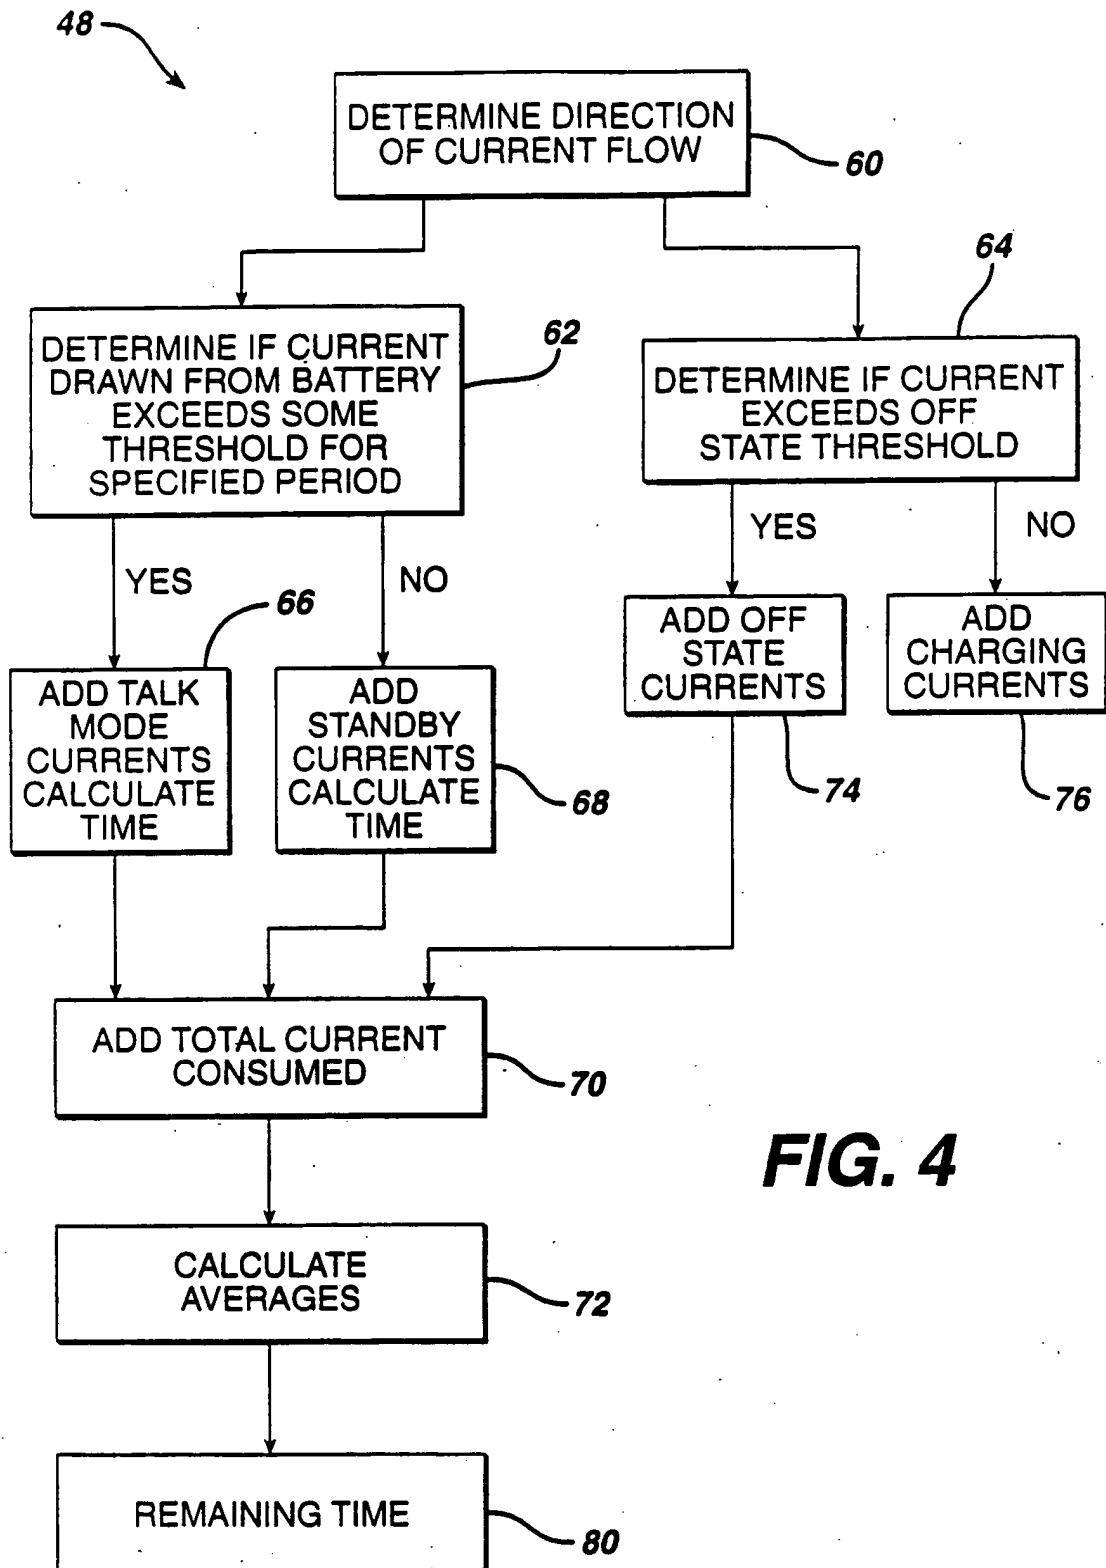 48
DETERMINE DIRECTION
OF CURRENT FLOW
60
64
62
DETERMINE IF CURRENT
DRAWN FROM BATTERY
EXCEEDS SOME
THRESHOLD FOR
SPECIFIED PERIOD
DETERMINE IF CURRENT
EXCEEDS OFF
STATE THRESHOLD
YES
NO
YES
NO
66
ADD TALK
MODE
CURRENTS
CALCULATE
TIME
ADD
STANDBY
CURRENTS
CALCULATE
TIME
68
ADD OFF
STATE
CURRENTS
74
ADD
CHARGING
CURRENTS
76
ADD TOTAL CURRENT
CONSUMED
70
FIG. 4
CALCULATE
AVERAGES
72
REMAINING TIME
80